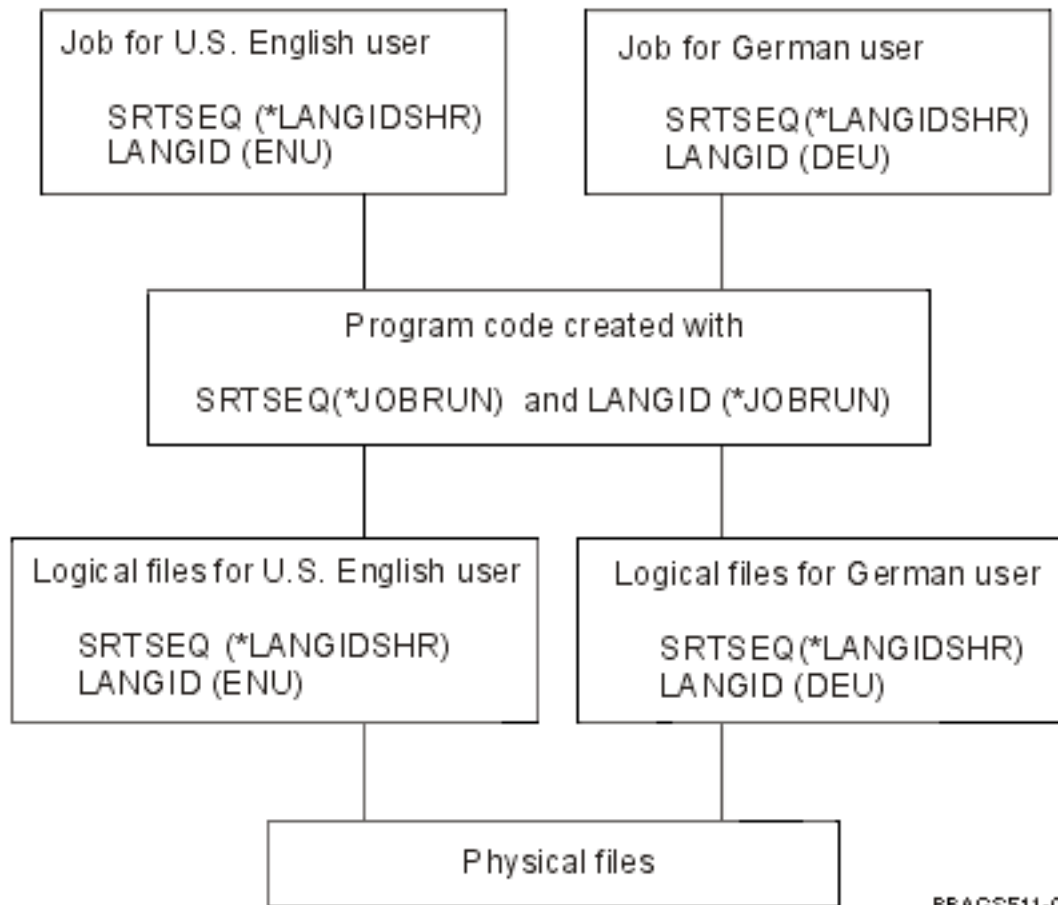 Job for U.S. English user
SRTSEQ (*LANGIDSHR)
LANGID (ENU)
Job for German user
SRTSEQ(*LANGIDSHR)
LANGID (DEU)
Program code created with
SRTSEQ(*JOBRUN) and LANGID (*JOBRUN)
Logical files for U.S. English user
SRTSEQ (*LANGIDSHR)
LANGID (ENU)
Logical files for German user
SRTSEQ(*LANGIDSHR)
LANGID (DEU)
Physical files